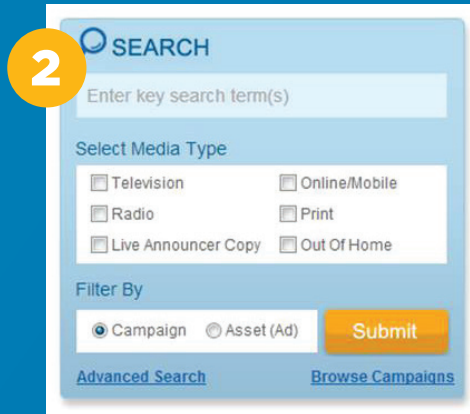 2
SEARCH
Enter key search term(s)
Select Media Type
Television Online/Mobile
Radio Print
Live Announcer Copy Out Of Home
Filter By
Campaign Asset (Ad) Submit
Advanced Search Browse Campaigns